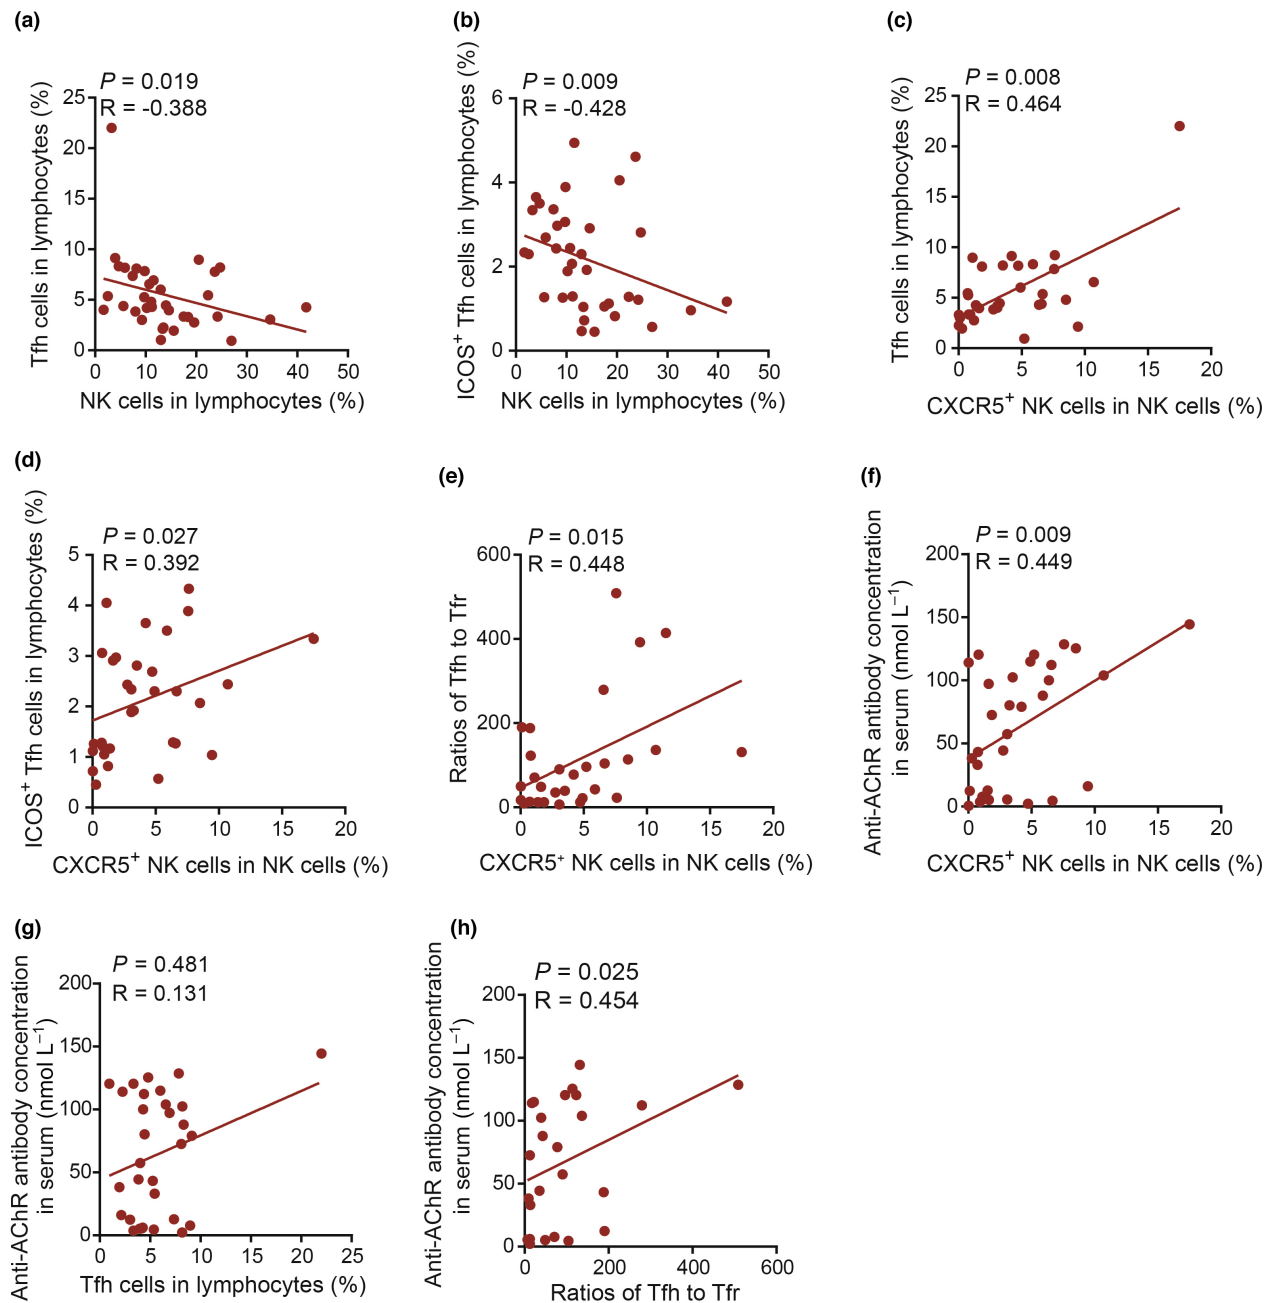 (a)
P = 0.019
R = -0.388
Tfh cells in lymphocytes (%)
25
20
15
10
5
0
0 10 20 30 40 50
NK cells in lymphocytes (%)
(b)
P = 0.009
R = -0.428
ICOS⁺ Tfh cells in lymphocytes (%)
6
4
2
0
0 10 20 30 40 50
NK cells in lymphocytes (%)
(c)
P = 0.008
R = 0.464
Tfh cells in lymphocytes (%)
25
20
15
10
5
0
0 5 10 15 20
CXCR5⁺ NK cells in NK cells (%)
(d)
P = 0.027
R = 0.392
ICOS⁺ Tfh cells in lymphocytes (%)
5
4
3
2
1
0
0 5 10 15 20
CXCR5⁺ NK cells in NK cells (%)
(e)
P = 0.015
R = 0.448
Ratios of Tfh to Tfr
600
400
200
0
0 5 10 15 20
CXCR5⁺ NK cells in NK cells (%)
(f)
P = 0.009
R = 0.449
Anti-AChR antibody concentration
in serum (nmol L⁻¹)
200
150
100
50
0
0 5 10 15 20
CXCR5⁺ NK cells in NK cells (%)
(g)
P = 0.481
R = 0.131
Anti-AChR antibody concentration
in serum (nmol L⁻¹)
200
150
100
50
0
0 5 10 15 20 25
Tfh cells in lymphocytes (%)
(h)
P = 0.025
R = 0.454
Anti-AChR antibody concentration
in serum (nmol L⁻¹)
200
150
100
50
0
0 200 400 600
Ratios of Tfh to Tfr